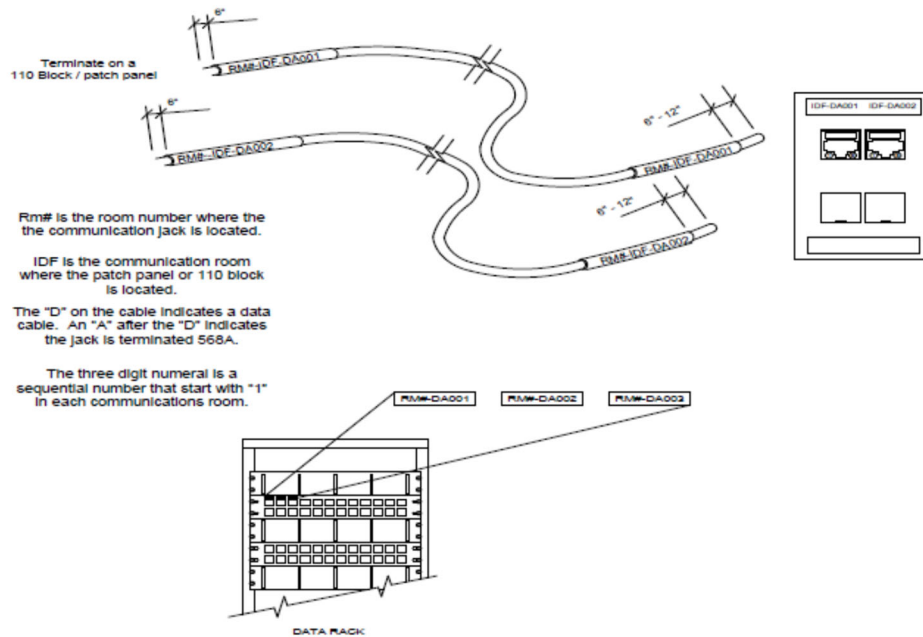 6"
RM#-IDF-DA001
Terminate on a
110 Block / patch panel
6"
RM#-IDF-DA002
6" - 12"
RM#-IDF-DA001
6" - 12"
RM#-IDF-DA002
IDF-DA001 IDF-DA002
Rm# is the room number where the
the communication jack is located.
IDF is the communication room
where the patch panel or 110 block
is located.
The "D" on the cable indicates a data
cable. An "A" after the "D" indicates
the jack is terminated 568A.
The three digit numeral is a
sequential number that start with "1"
in each communications room.
RM#-DA001 RM#-DA002 RM#-DA003
DATA RACK